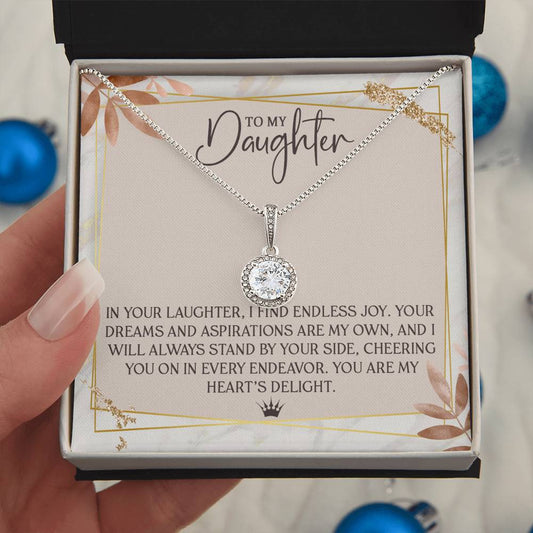 TO MY
Daughter
IN YOUR LAUGHTER, I FIND ENDLESS JOY. YOUR
DREAMS AND ASPIRATIONS ARE MY OWN, AND I
WILL ALWAYS STAND BY YOUR SIDE, CHEERING
YOU ON IN EVERY ENDEAVOR. YOU ARE MY
HEART'S DELIGHT.